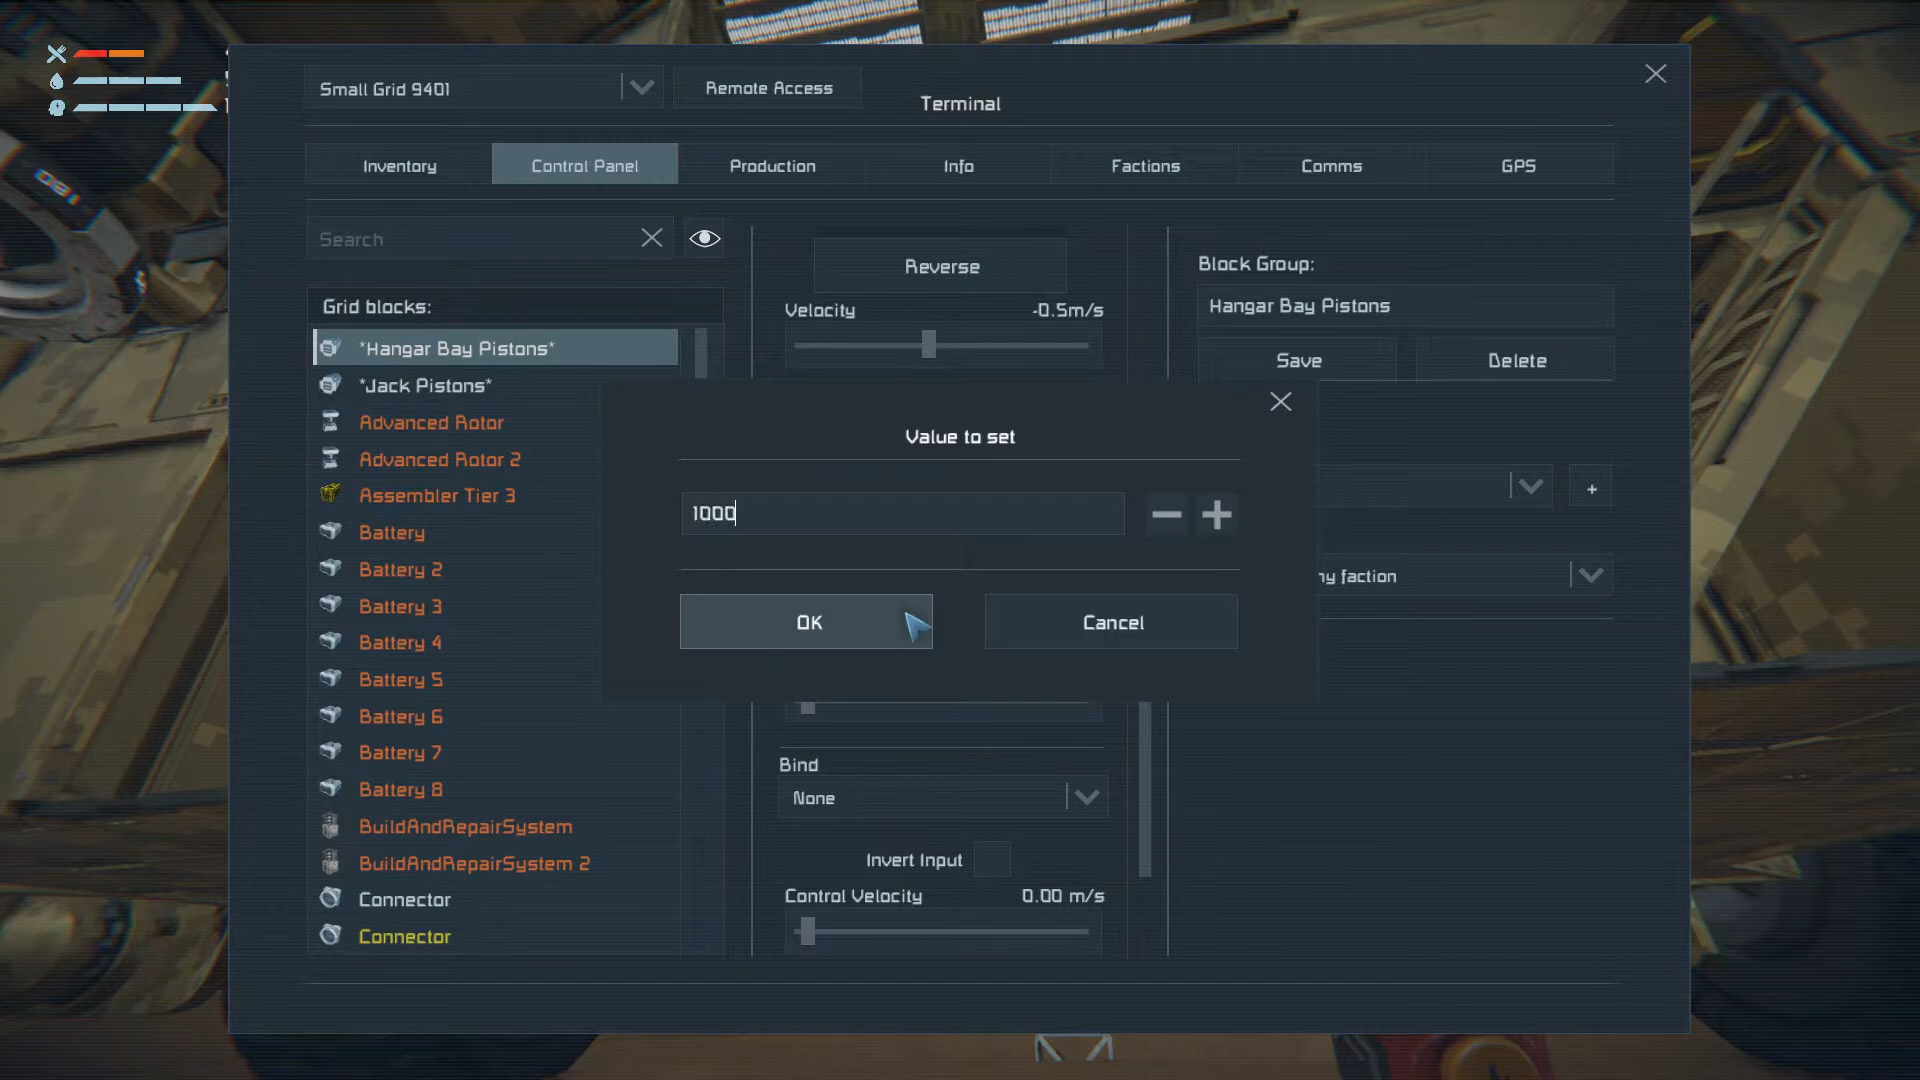 Small Grid 9401
Remote Access
Terminal
Inventory
Control Panel
Production
Info
Factions
Comms
GPS
Search
Grid blocks:
*Hangar Bay Pistons*
*Jack Pistons*
Advanced Rotor
Advanced Rotor 2
Assembler Tier 3
Battery
Battery 2
Battery 3
Battery 4
Battery 5
Battery 6
Battery 7
Battery 8
BuildAndRepairSystem
BuildAndRepairSystem 2
Connector
Connector
Reverse
Velocity -0.5m/s
Value to set
1000
OK
Cancel
Bind
None
Invert Input
Control Velocity 0.00 m/s
Block Group:
Hangar Bay Pistons
Save
Delete
+
faction